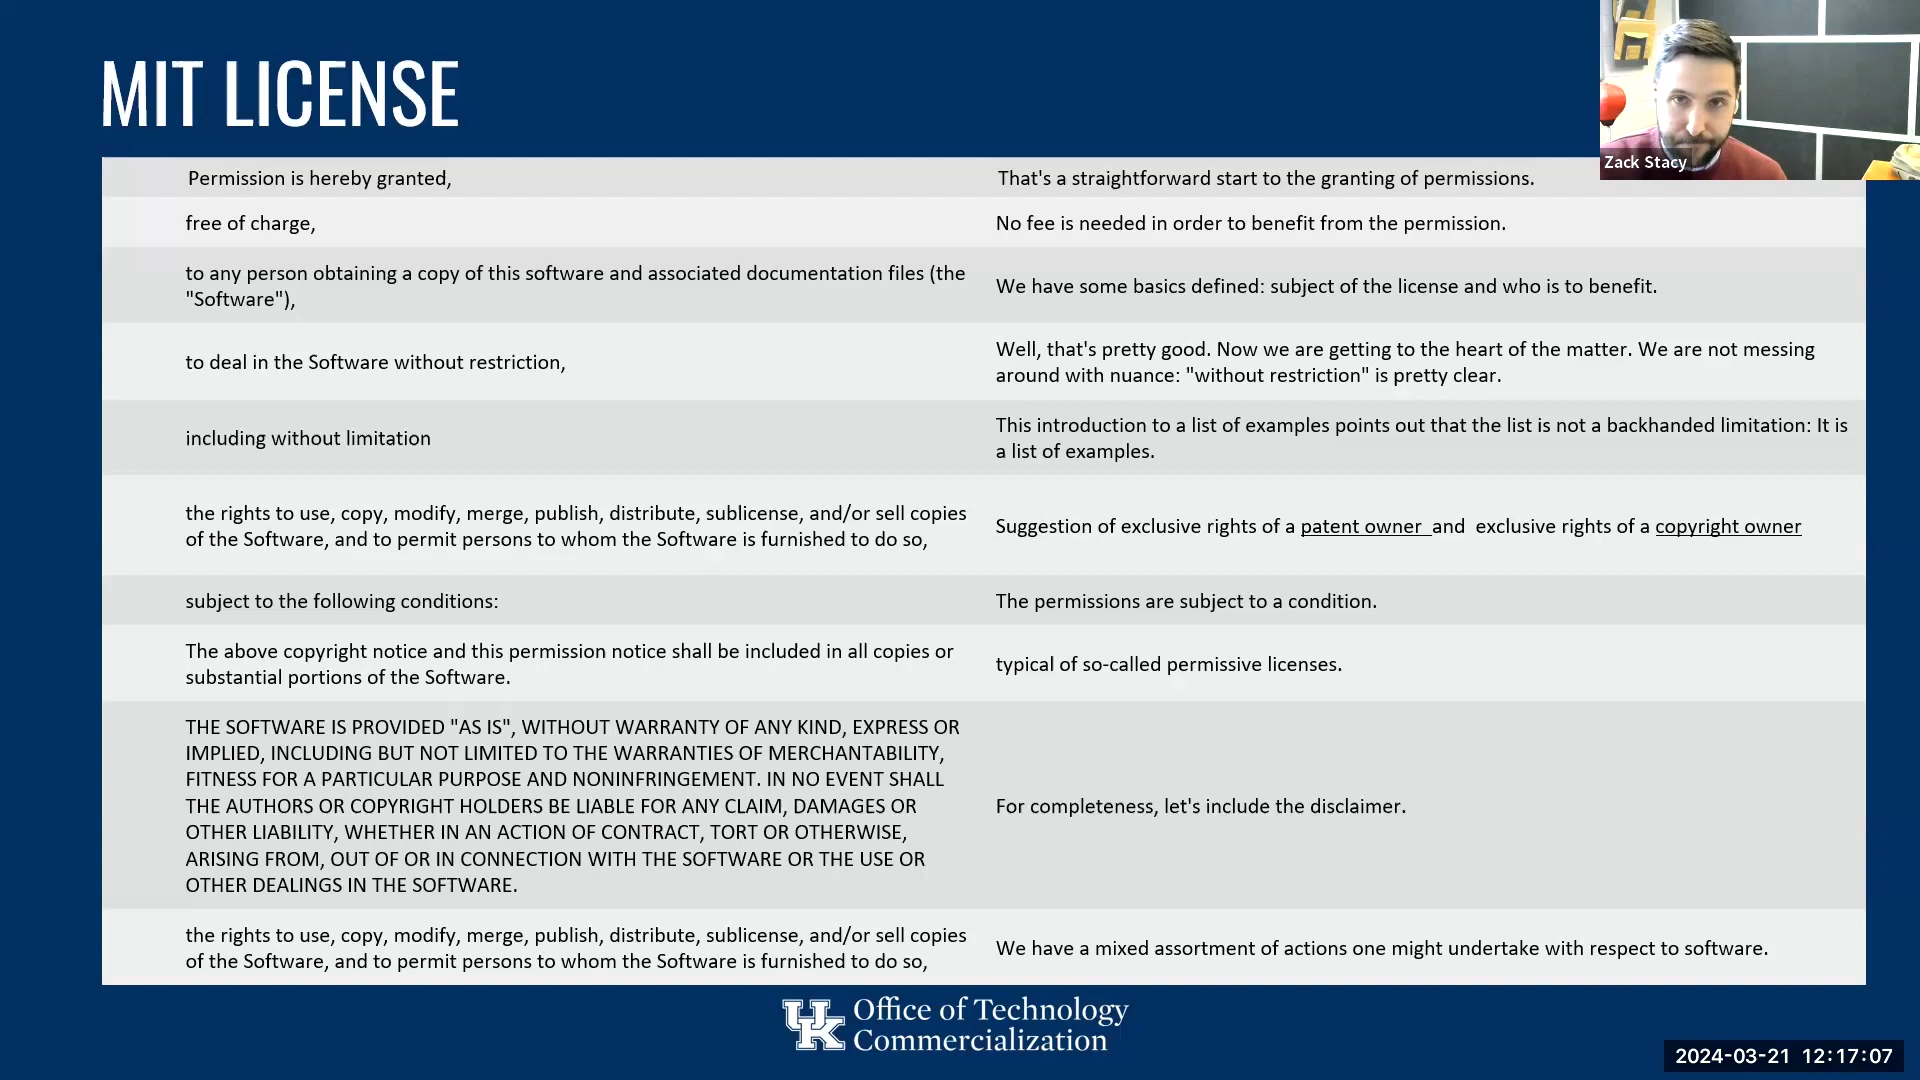 MIT LICENSE
Zack Stacy
Permission is hereby granted,
That's a straightforward start to the granting of permissions.
free of charge,
No fee is needed in order to benefit from the permission.
to any person obtaining a copy of this software and associated documentation files (the
"Software"),
We have some basics defined: subject of the license and who is to benefit.
to deal in the Software without restriction,
Well, that's pretty good. Now we are getting to the heart of the matter. We are not messing
around with nuance: "without restriction" is pretty clear.
including without limitation
This introduction to a list of examples points out that the list is not a backhanded limitation: It is
a list of examples.
the rights to use, copy, modify, merge, publish, distribute, sublicense, and/or sell copies
of the Software, and to permit persons to whom the Software is furnished to do so,
Suggestion of exclusive rights of a patent owner and exclusive rights of a copyright owner
subject to the following conditions:
The permissions are subject to a condition.
The above copyright notice and this permission notice shall be included in all copies or
substantial portions of the Software.
typical of so-called permissive licenses.
THE SOFTWARE IS PROVIDED "AS IS", WITHOUT WARRANTY OF ANY KIND, EXPRESS OR
IMPLIED, INCLUDING BUT NOT LIMITED TO THE WARRANTIES OF MERCHANTABILITY,
FITNESS FOR A PARTICULAR PURPOSE AND NONINFRINGEMENT. IN NO EVENT SHALL
THE AUTHORS OR COPYRIGHT HOLDERS BE LIABLE FOR ANY CLAIM, DAMAGES OR
OTHER LIABILITY, WHETHER IN AN ACTION OF CONTRACT, TORT OR OTHERWISE,
ARISING FROM, OUT OF OR IN CONNECTION WITH THE SOFTWARE OR THE USE OR
OTHER DEALINGS IN THE SOFTWARE.
For completeness, let's include the disclaimer.
the rights to use, copy, modify, merge, publish, distribute, sublicense, and/or sell copies
of the Software, and to permit persons to whom the Software is furnished to do so,
We have a mixed assortment of actions one might undertake with respect to software.
UK Office of Technology
Commercialization
2024-03-21 12:17:07